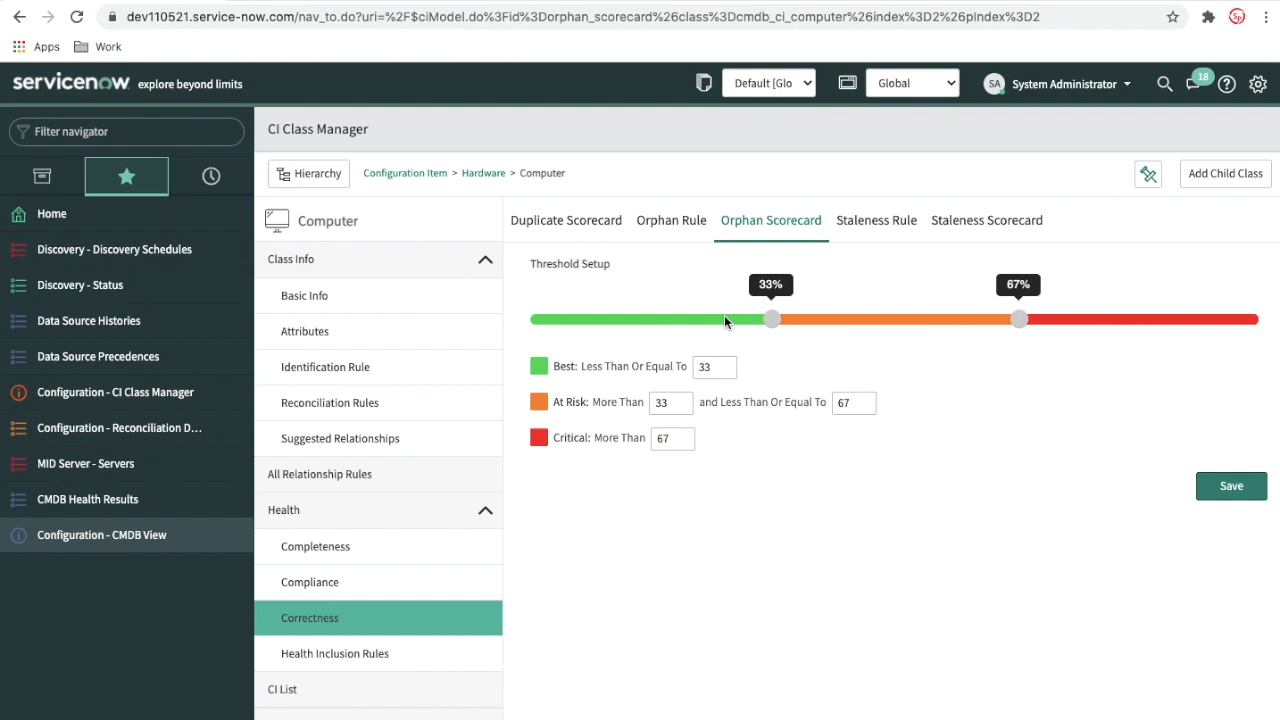 dev110521.service-now.com/nav_to.do?uri=%2F$ciModel.do%3Fid%3Dorphan_scorecard%26class%3Dcmdb_ci_computer%26index%3D2%26pIndex%3D2
Sp
Apps Work
servicenow explore beyond limits
Default [Glo Global SA System Administrator 18
Filter navigator
Home
Discovery - Discovery Schedules
Discovery - Status
Data Source Histories
Data Source Precedences
Configuration - CI Class Manager
Configuration - Reconciliation D...
MID Server - Servers
CMDB Health Results
Configuration - CMDB View
CI Class Manager
Hierarchy Configuration Item > Hardware > Computer Add Child Class
Computer
Class Info
Basic Info
Attributes
Identification Rule
Reconciliation Rules
Suggested Relationships
All Relationship Rules
Health
Completeness
Compliance
Correctness
Health Inclusion Rules
CI List
Duplicate Scorecard Orphan Rule Orphan Scorecard Staleness Rule Staleness Scorecard
Threshold Setup
33% 67%
Best: Less Than Or Equal To 33
At Risk: More Than 33 and Less Than Or Equal To 67
Critical: More Than 67
Save